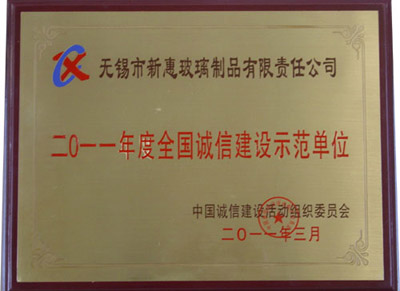 无锡市新惠玻璃制品有限责任公司
二0一一年度全国诚信建设示范单位
中国诚信建设活动组织委员会
二〇一一年三月